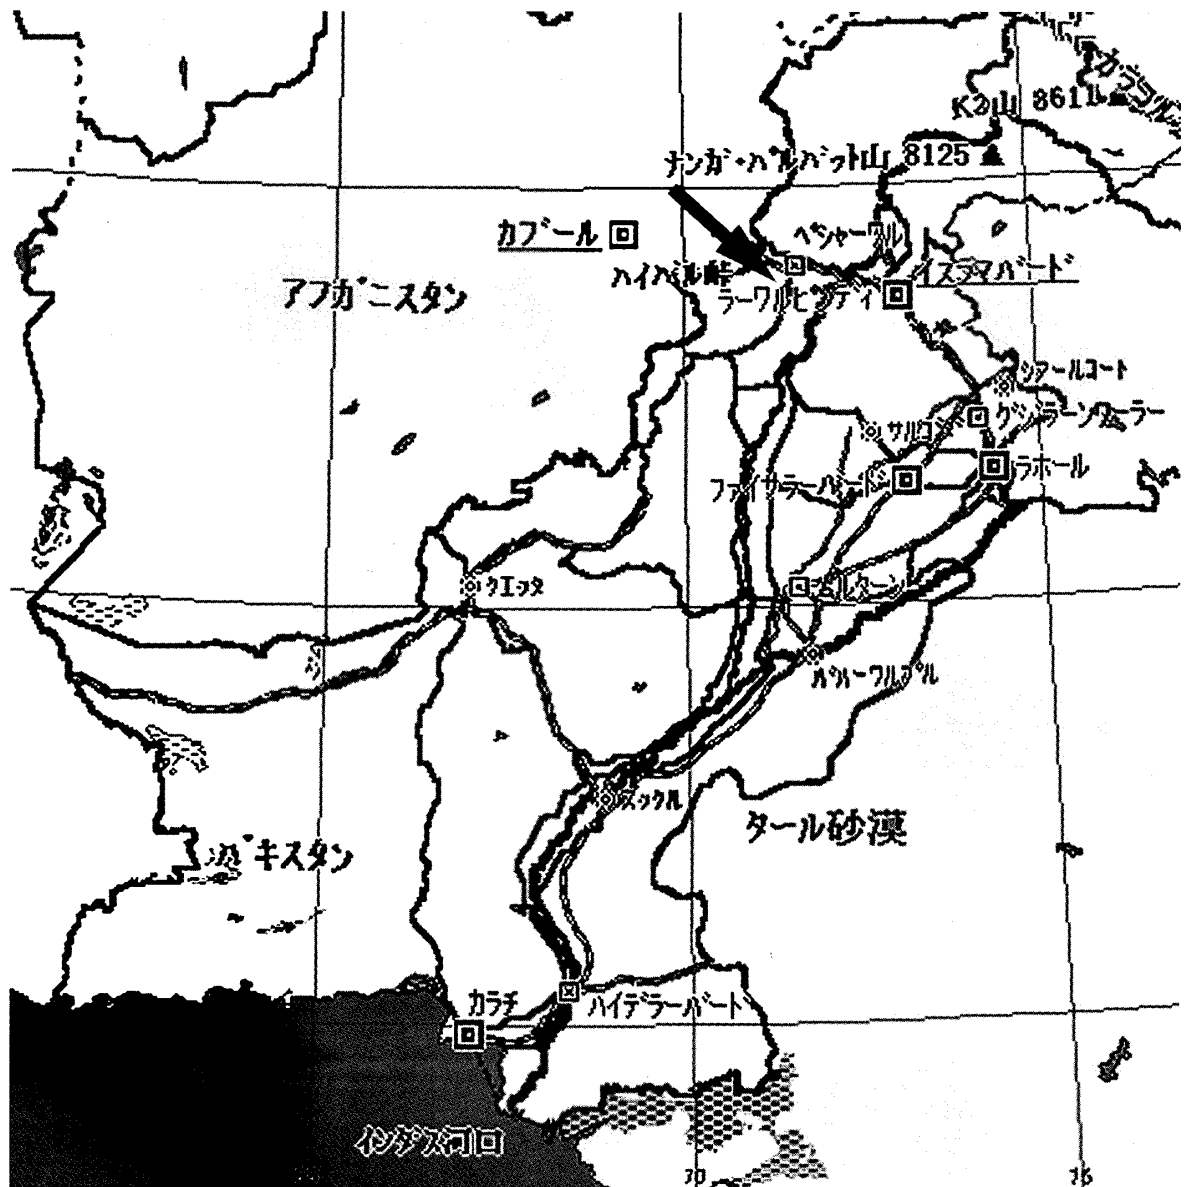 カラコル
K2山 8611
ナンガ・パルバット山 8125
ペシャーワル
カブール
ハイバル峠
イスラマバード
アフガニスタン
ラーワルピンディ
シアールコート
グジラーンワーラー
サルゴ
ラホール
ファイサラーバード
クエッタ
ムルターン
バハーワルプル
スックル
タール砂漠
パキスタン
カラチ
ハイデラーバード
インダス河口
70
75